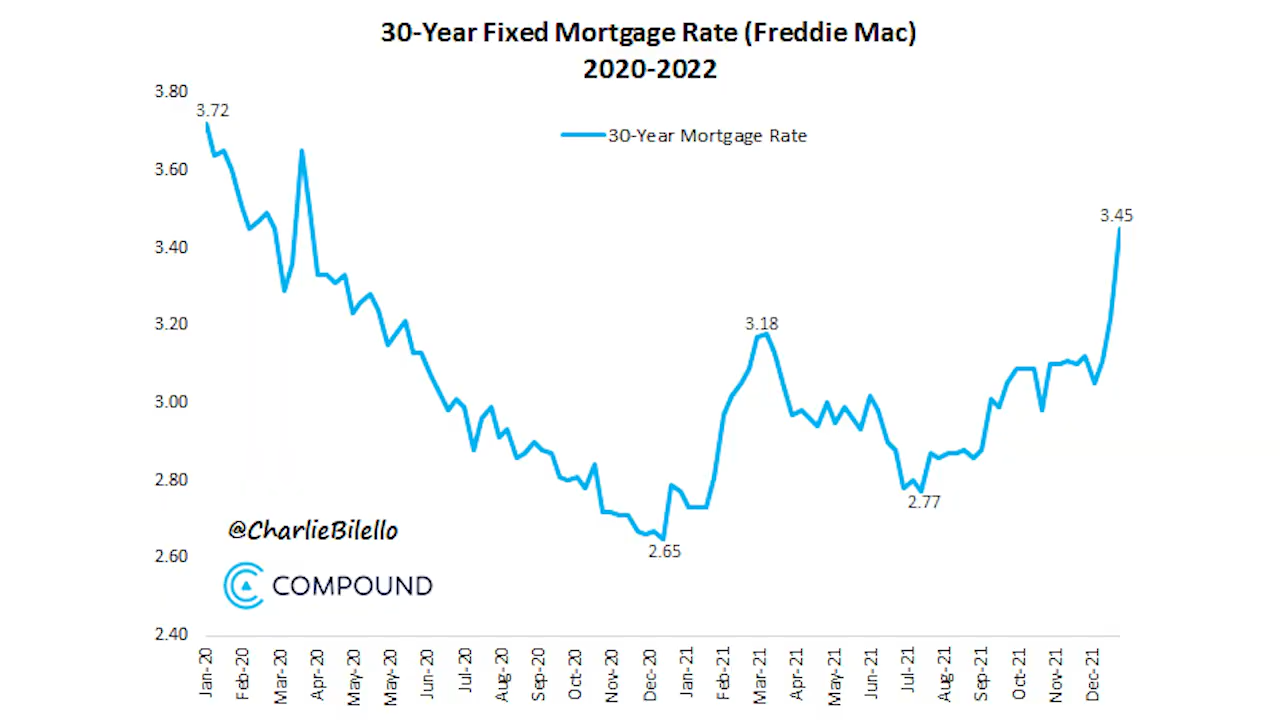 30-Year Fixed Mortgage Rate (Freddie Mac)
2020-2022
3.80
3.72
30-Year Mortgage Rate
3.60
3.45
3.40
3.20
3.18
3.00
2.80
2.77
@CharlieBilello
2.65
2.60
COMPOUND
2.40
Jan-20
Feb-20
Mar-20
Apr-20
May-20
May-20
Jun-20
Jul-20
Aug-20
Sep-20
Oct-20
Nov-20
Dec-20
Jan-21
Feb-21
Mar-21
Apr-21
May-21
Jun-21
Jul-21
Aug-21
Sep-21
Oct-21
Nov-21
Dec-21